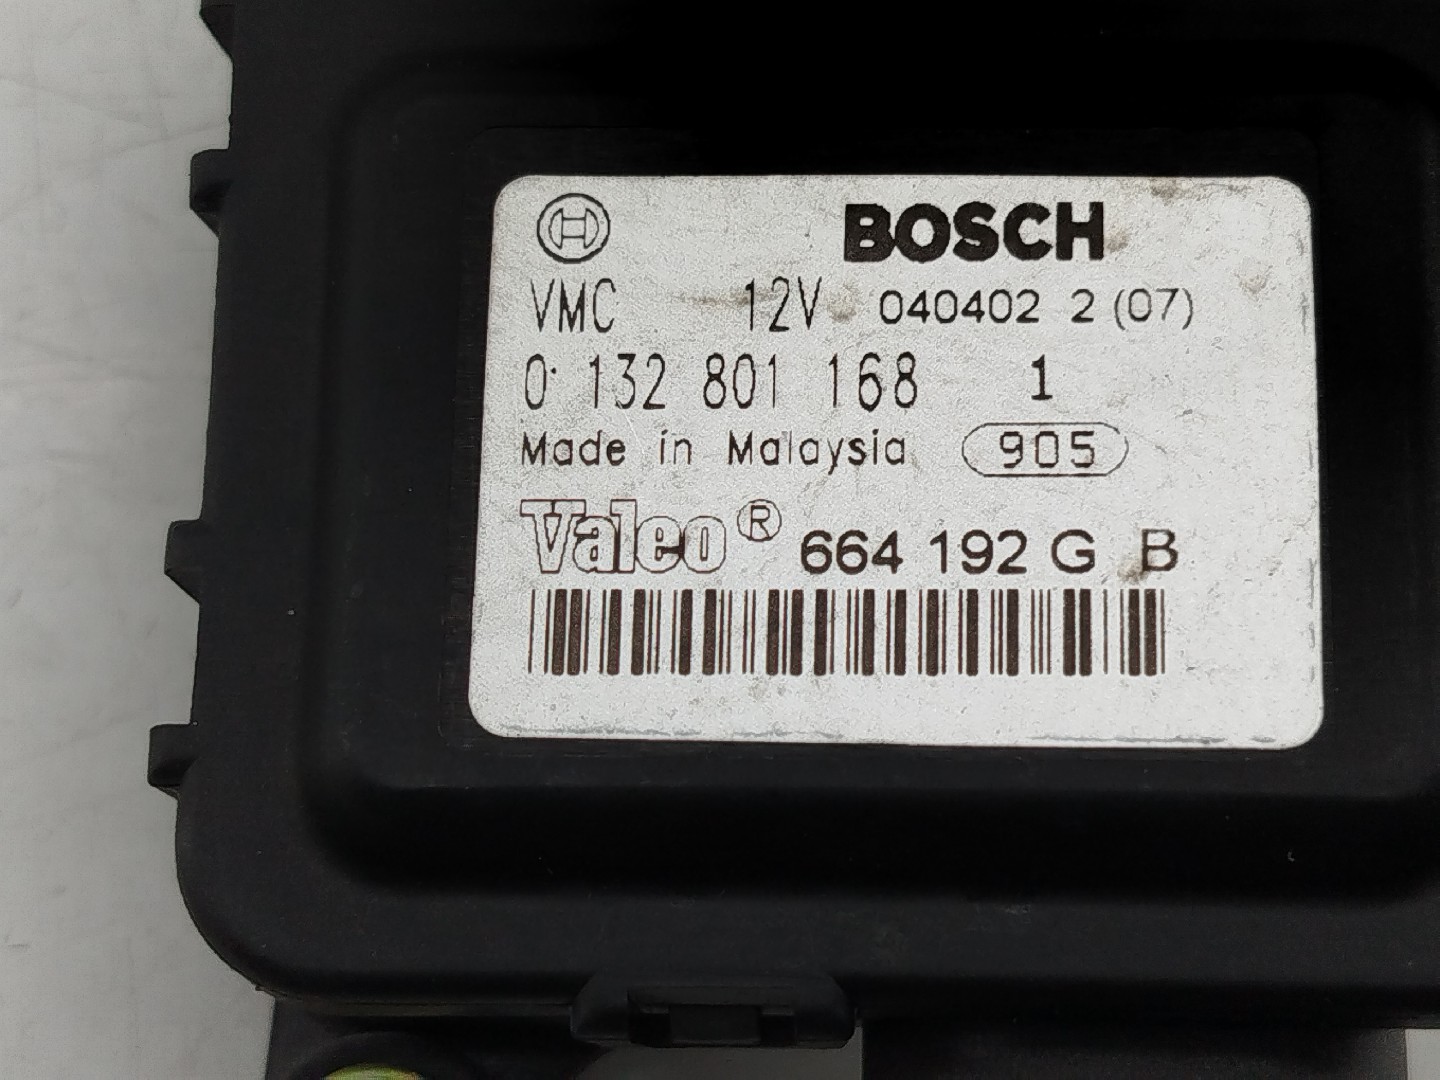 BOSCH
VMC 12V 040402 2 (07)
0 132 801 168 1
Made in Malaysia 905
Valeo® 664 192 G B